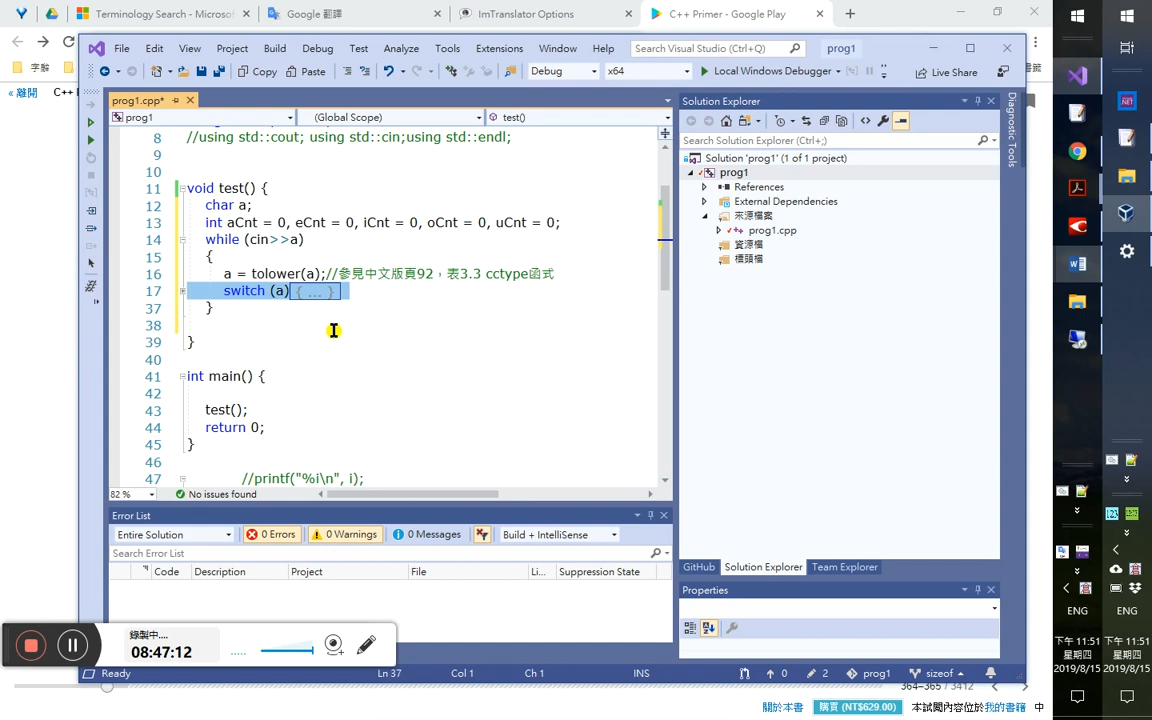 Terminology Search - Microsof
Google 翻譯
ImTranslator Options
C++ Primer - Google Play
File Edit View Project Build Debug Test Analyze Tools Extensions Window Help
Search Visual Studio (Ctrl+Q)
prog1
Copy Paste
Debug x64 Local Windows Debugger
Live Share
字辭
« 離開
C++ P
prog1.cpp*
prog1 (Global Scope) test()
8 //using std::cout; using std::cin;using std::endl;
9
10
11 void test() {
12 char a;
13 int aCnt = 0, eCnt = 0, iCnt = 0, oCnt = 0, uCnt = 0;
14 while (cin>>a)
15 {
16 a = tolower(a);//參見中文版頁92，表3.3 cctype函式
17 switch (a){ ... }
37 }
38
39 }
40
41 int main() {
42
43 test();
44 return 0;
45 }
46
47 //printf("%i\n", i);
82 %
No issues found
Solution Explorer
Search Solution Explorer (Ctrl+;)
Solution 'prog1' (1 of 1 project)
prog1
References
External Dependencies
來源檔案
prog1.cpp
資源檔
標頭檔
Diagnostic Tools
Error List
Entire Solution 0 Errors 0 Warnings 0 Messages Build + IntelliSense
Search Error List
Code Description Project File Li... Suppression State
GitHub Solution Explorer Team Explorer
Properties
錄製中....
08:47:12
Ready Ln 37 Col 1 Ch 1 INS 0 2 prog1 sizeof
364–365 / 3412
關於本書 購買 (NT$629.00) 本試閱內容位於我的書籍 中
ENG ENG
下午 11:51 下午 11:51
星期四 星期四
2019/8/15 2019/8/15